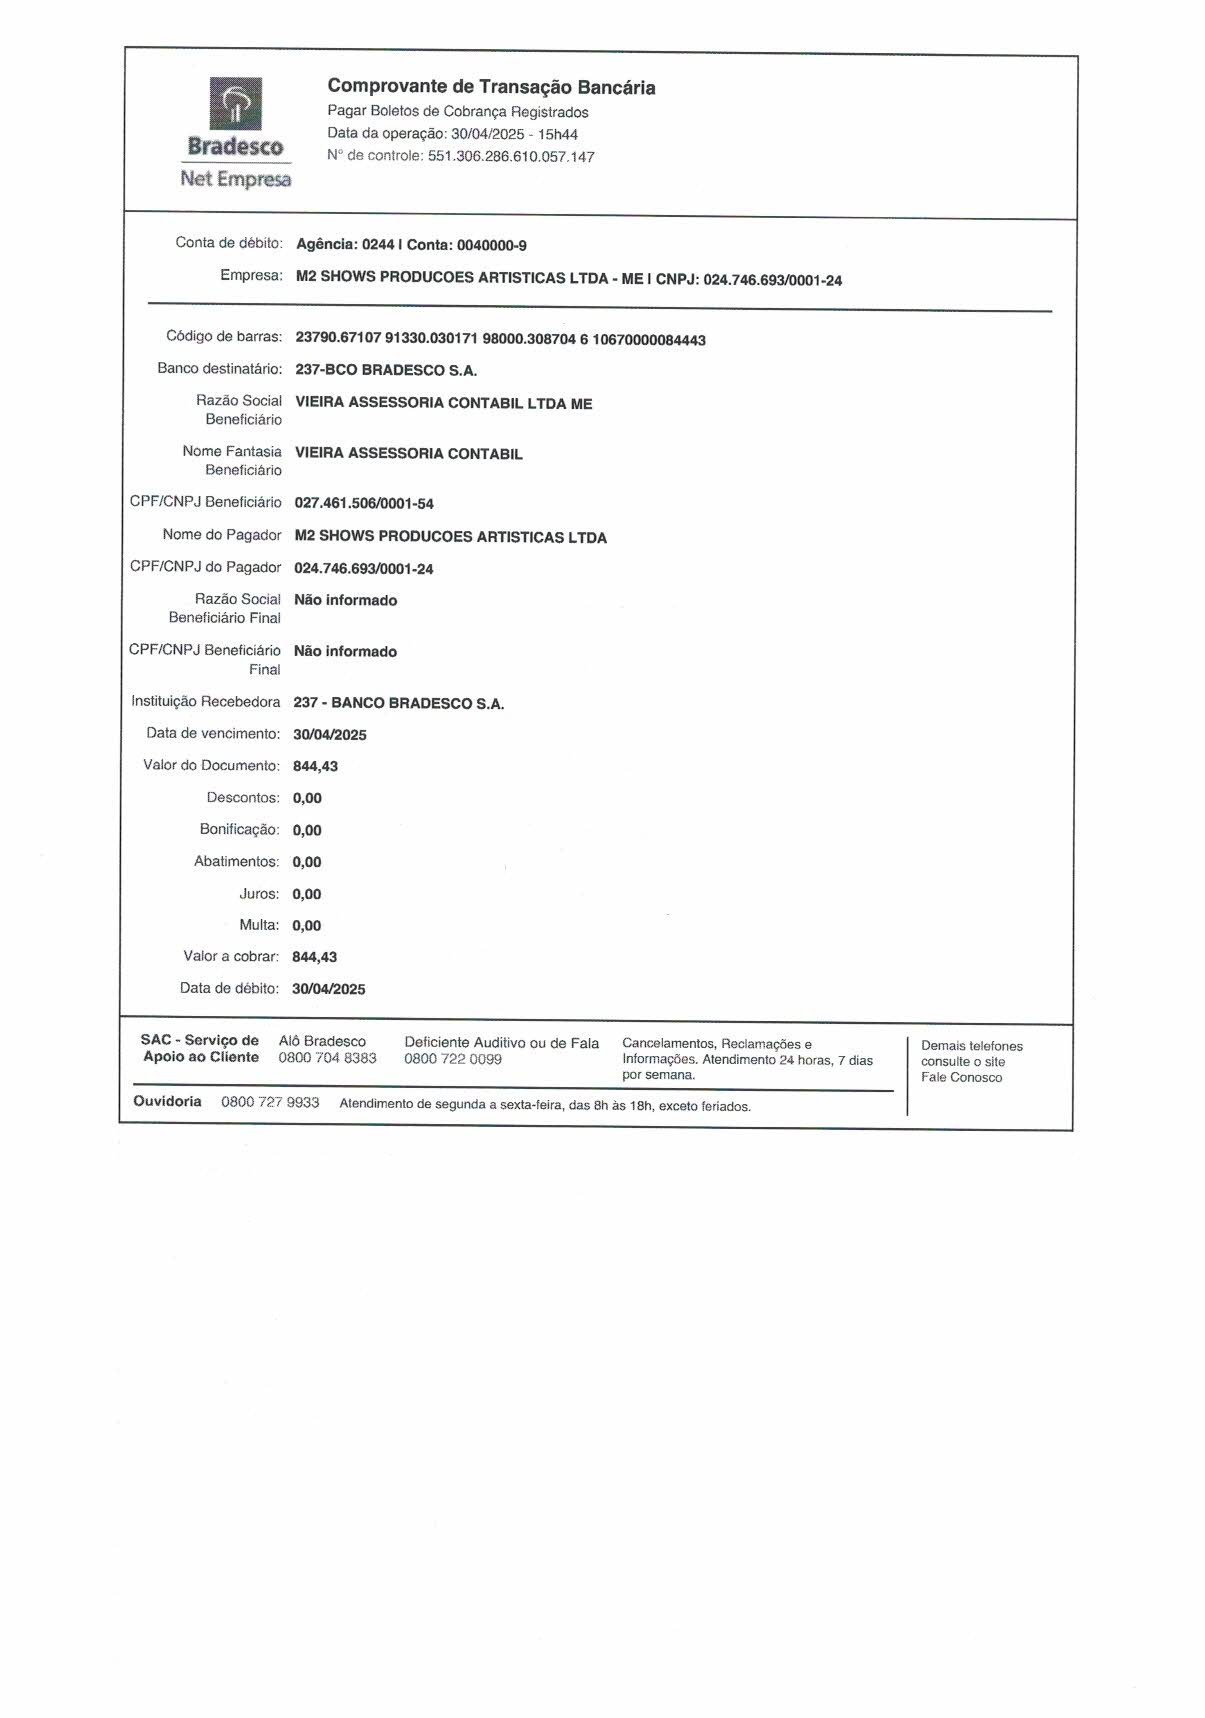 Bradesco
Net Empresa
Comprovante de Transação Bancária
Pagar Boletos de Cobrança Registrados
Data da operação: 30/04/2025 - 15h44
N° de controle: 551.306.286.610.057.147
Conta de débito: Agência: 0244 | Conta: 0040000-9
Empresa: M2 SHOWS PRODUCOES ARTISTICAS LTDA - ME | CNPJ: 024.746.693/0001-24
Código de barras: 23790.67107 91330.030171 98000.308704 6 10670000084443
Banco destinatário: 237-BCO BRADESCO S.A.
Razão Social VIEIRA ASSESSORIA CONTABIL LTDA ME
Beneficiário
Nome Fantasia VIEIRA ASSESSORIA CONTABIL
Beneficiário
CPF/CNPJ Beneficiário 027.461.506/0001-54
Nome do Pagador M2 SHOWS PRODUCOES ARTISTICAS LTDA
CPF/CNPJ do Pagador 024.746.693/0001-24
Razão Social Não informado
Beneficiário Final
CPF/CNPJ Beneficiário Não informado
Final
Instituição Recebedora 237 - BANCO BRADESCO S.A.
Data de vencimento: 30/04/2025
Valor do Documento: 844,43
Descontos: 0,00
Bonificação: 0,00
Abatimentos: 0,00
Juros: 0,00
Multa: 0,00
Valor a cobrar: 844,43
Data de débito: 30/04/2025
SAC - Serviço de Apoio ao Cliente
Alô Bradesco
0800 704 8383
Deficiente Auditivo ou de Fala
0800 722 0099
Cancelamentos, Reclamações e
Informações. Atendimento 24 horas, 7 dias
por semana.
Demais telefones
consulte o site
Fale Conosco
Ouvidoria 0800 727 9933 Atendimento de segunda a sexta-feira, das 8h às 18h, exceto feriados.